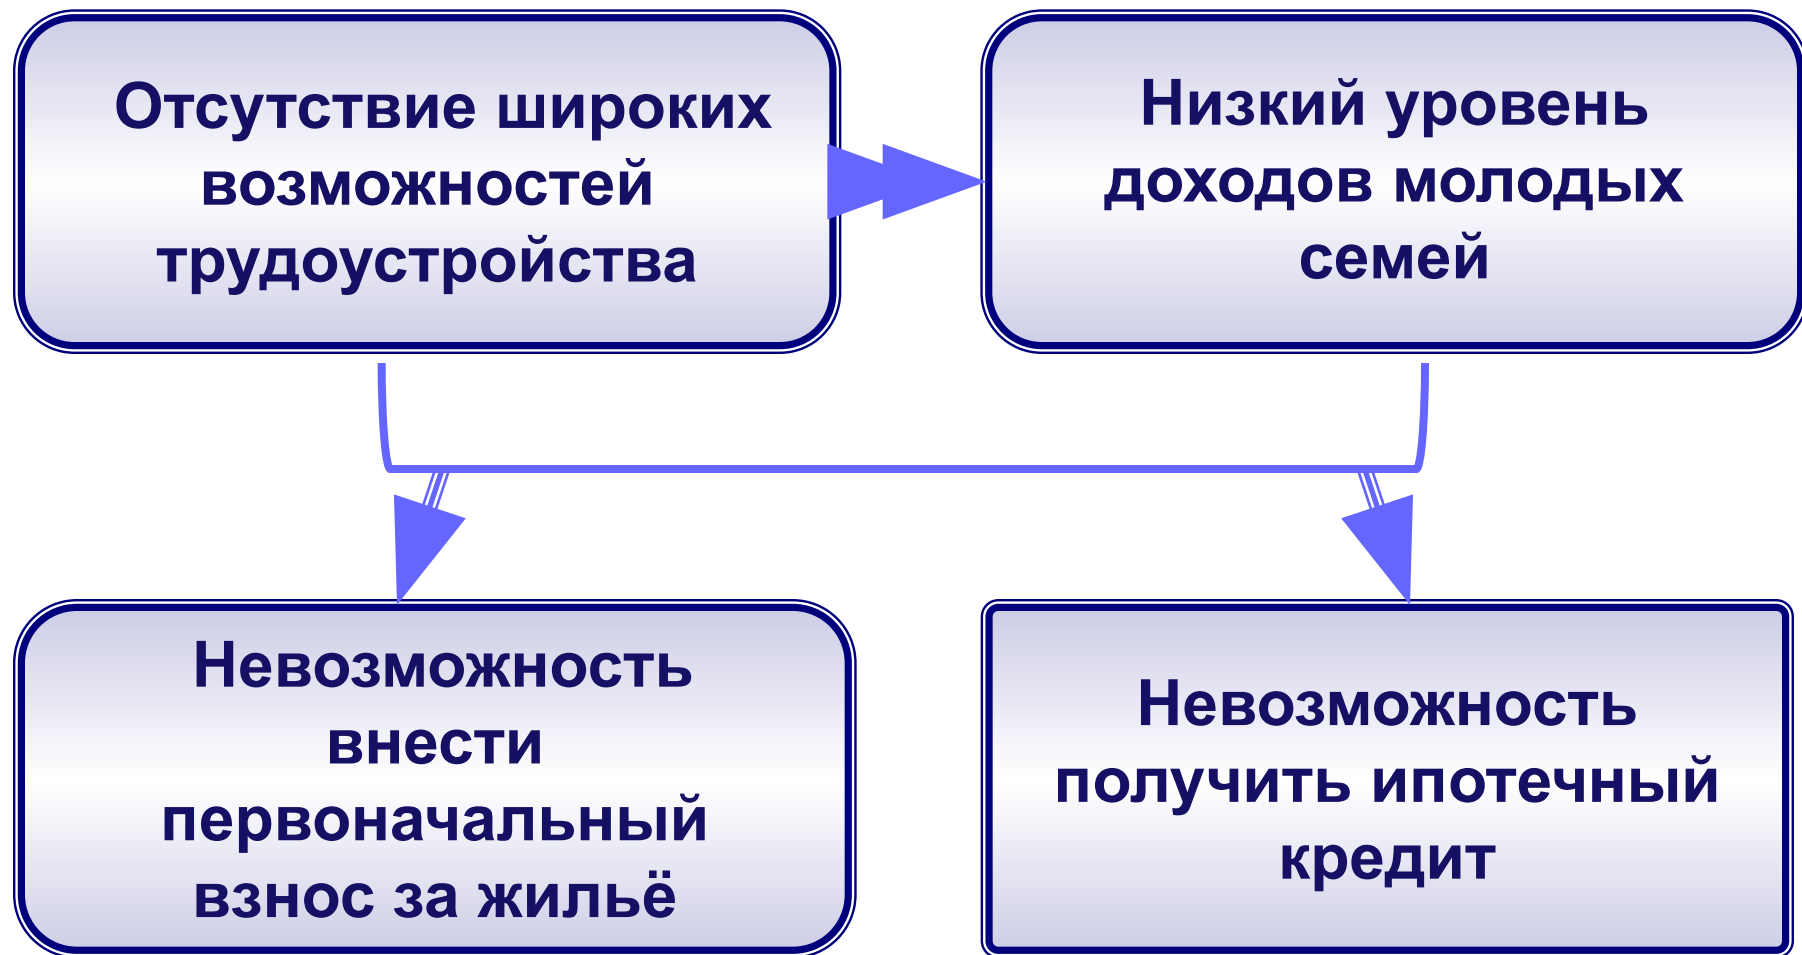 Отсутствие широких
возможностей
трудоустройства
Низкий уровень
доходов молодых
семей
Невозможность
внести
первоначальный
взнос за жильё
Невозможность
получить ипотечный
кредит